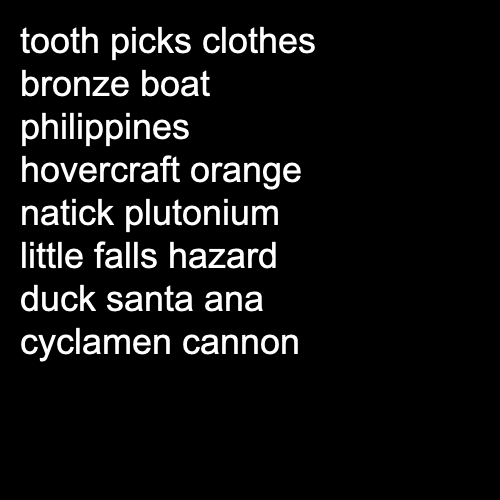 tooth picks clothes
bronze boat
philippines
hovercraft orange
natick plutonium
little falls hazard
duck santa ana
cyclamen cannon